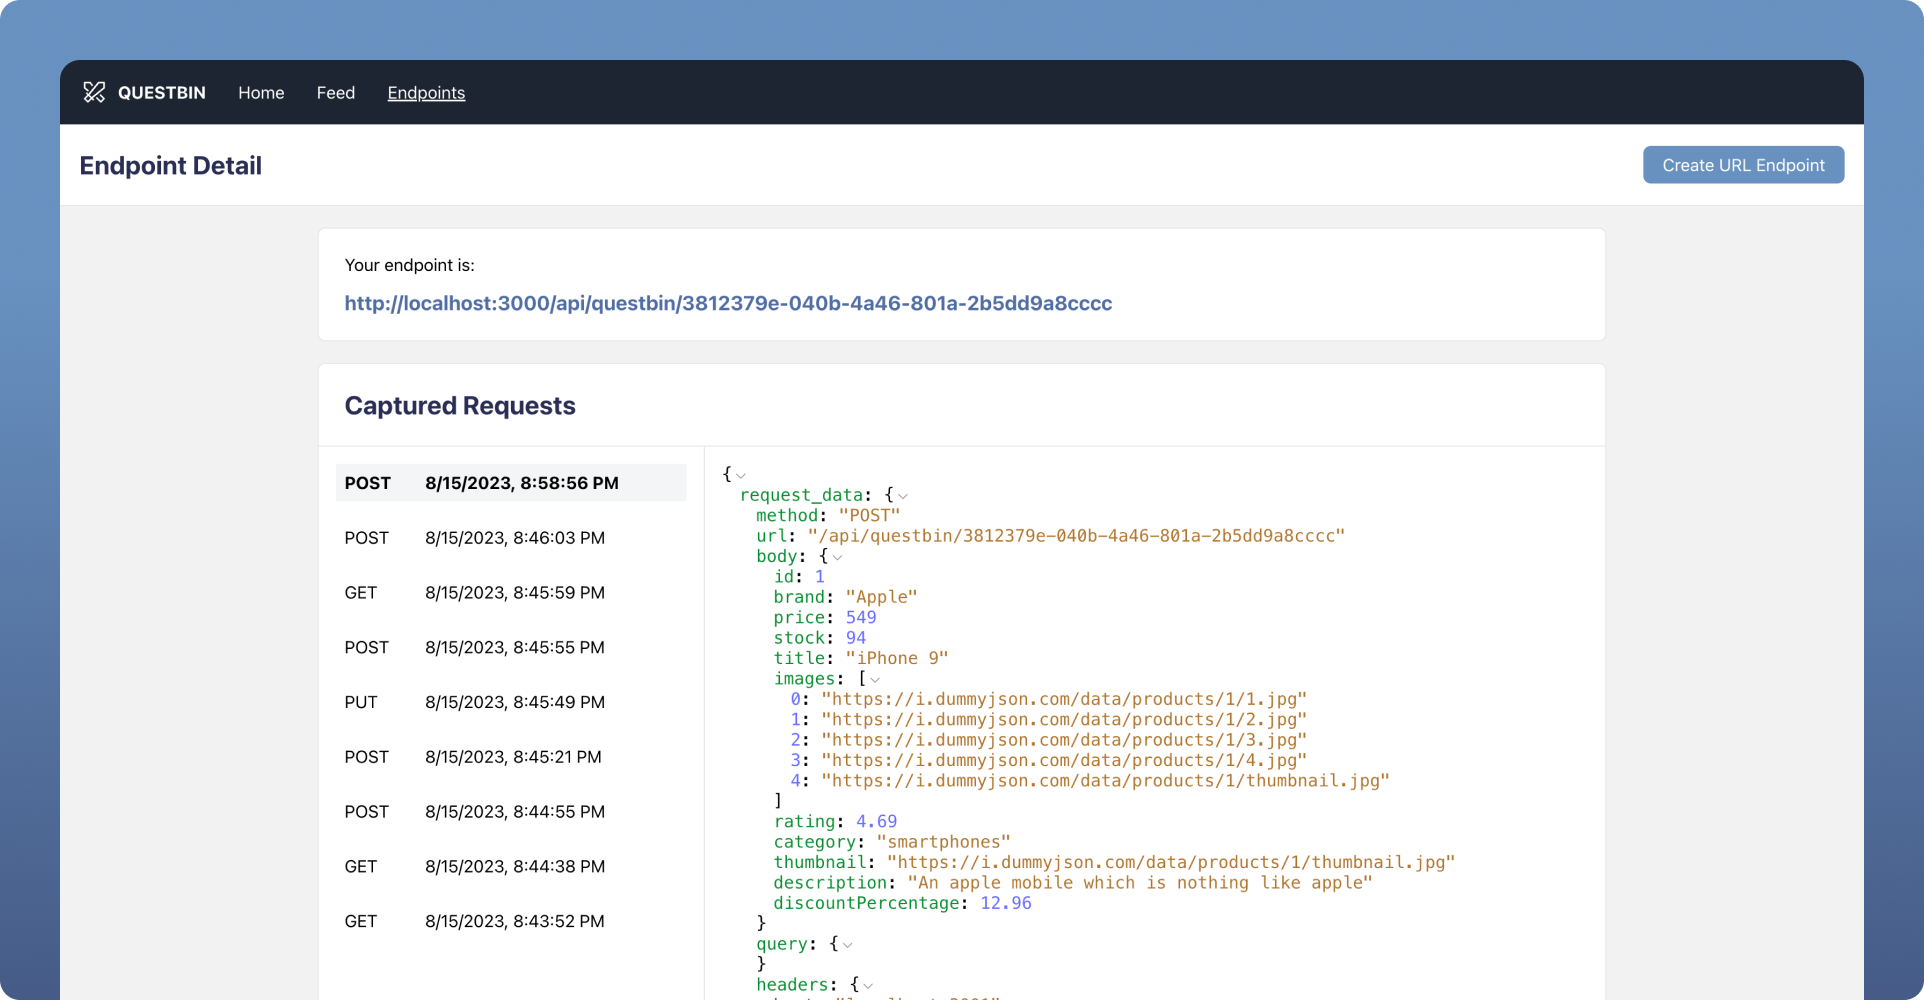 QUESTBIN Home Feed Endpoints
Endpoint Detail
Create URL Endpoint
Your endpoint is:
http://localhost:3000/api/questbin/3812379e-040b-4a46-801a-2b5dd9a8cccc
Captured Requests
POST 8/15/2023, 8:58:56 PM
POST 8/15/2023, 8:46:03 PM
GET 8/15/2023, 8:45:59 PM
POST 8/15/2023, 8:45:55 PM
PUT 8/15/2023, 8:45:49 PM
POST 8/15/2023, 8:45:21 PM
POST 8/15/2023, 8:44:55 PM
GET 8/15/2023, 8:44:38 PM
GET 8/15/2023, 8:43:52 PM
{
request_data: {
method: "POST"
url: "/api/questbin/3812379e-040b-4a46-801a-2b5dd9a8cccc"
body: {
id: 1
brand: "Apple"
price: 549
stock: 94
title: "iPhone 9"
images: [
0: "https://i.dummyjson.com/data/products/1/1.jpg"
1: "https://i.dummyjson.com/data/products/1/2.jpg"
2: "https://i.dummyjson.com/data/products/1/3.jpg"
3: "https://i.dummyjson.com/data/products/1/4.jpg"
4: "https://i.dummyjson.com/data/products/1/thumbnail.jpg"
]
rating: 4.69
category: "smartphones"
thumbnail: "https://i.dummyjson.com/data/products/1/thumbnail.jpg"
description: "An apple mobile which is nothing like apple"
discountPercentage: 12.96
}
query: {
}
headers: {